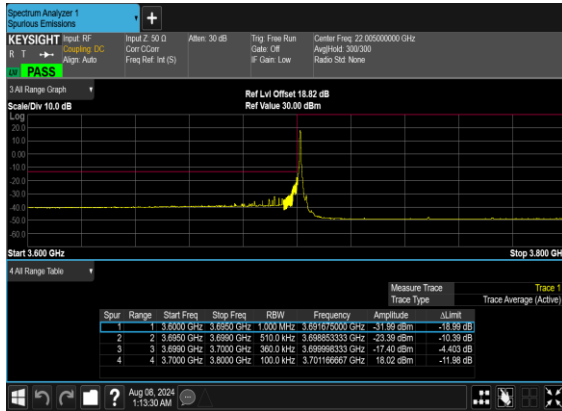 Spectrum Analyzer 1
Spurious Emissions
+
KEYSIGHT Input: RF Input Z: 50 Ω Atten: 30 dB Trig: Free Run Center Freq: 22.005000000 GHz
R T Coupling: DC Corr CCorr Gate: Off Avg|Hold: 300/300
Align: Auto Freq Ref: Int (S) IF Gain: Low Radio Std: None
LW PASS
3 All Range Graph
Ref Lvl Offset 18.82 dB
Scale/Div 10.0 dB Ref Value 30.00 dBm
Log
20.0
10.0
0.00
-10.0
-20.0
-30.0
-40.0
-50.0
-60.0
Start 3.600 GHz Stop 3.800 GH
4 All Range Table
Measure Trace Trace 1
Trace Type Trace Average (Active)
Spur Range Start Freq Stop Freq RBW Frequency Amplitude ΔLimit
1 1 3.6000 GHz 3.6950 GHz 1.000 MHz 3.691675000 GHz -31.99 dBm -18.99 dB
2 2 3.6950 GHz 3.6990 GHz 510.0 kHz 3.698853333 GHz -23.39 dBm -10.39 dB
3 3 3.6990 GHz 3.7000 GHz 360.0 kHz 3.699998333 GHz -17.40 dBm -4.403 dB
4 4 3.7000 GHz 3.8000 GHz 100.0 kHz 3.701166667 GHz 18.02 dBm -11.98 dB
? Aug 08, 2024
1:13:30 AM